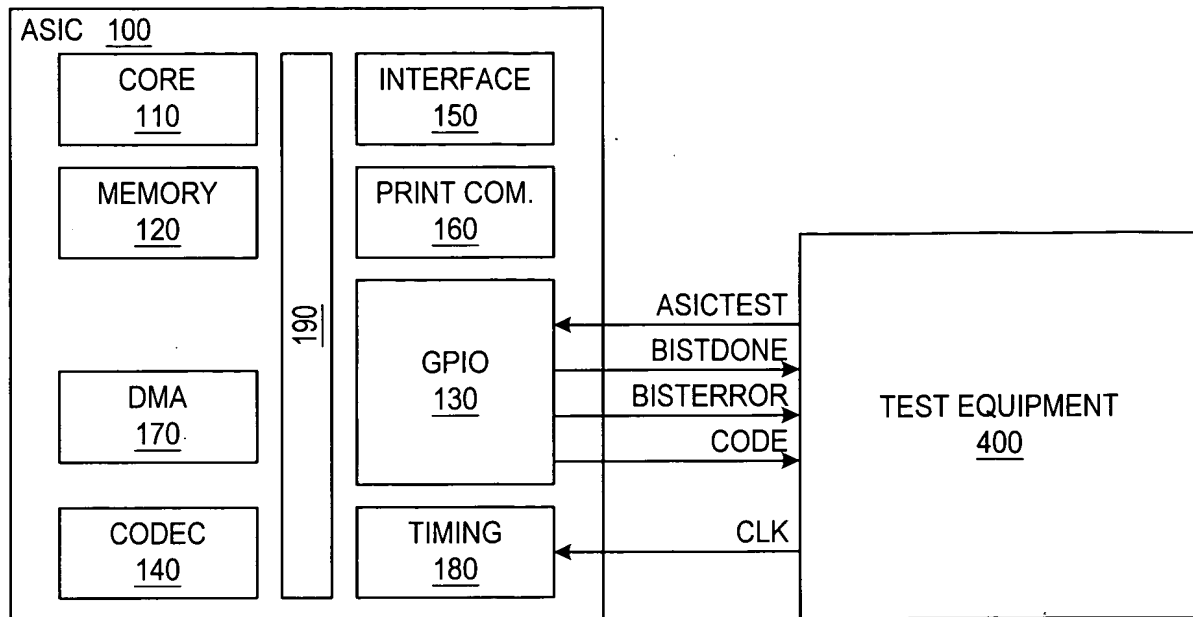 ASIC 100
CORE
110
MEMORY
120
DMA
170
CODEC
140
190
INTERFACE
150
PRINT COM.
160
GPIO
130
TIMING
180
ASICTEST
BISTDONE
BISTERROR
CODE
CLK
TEST EQUIPMENT
400